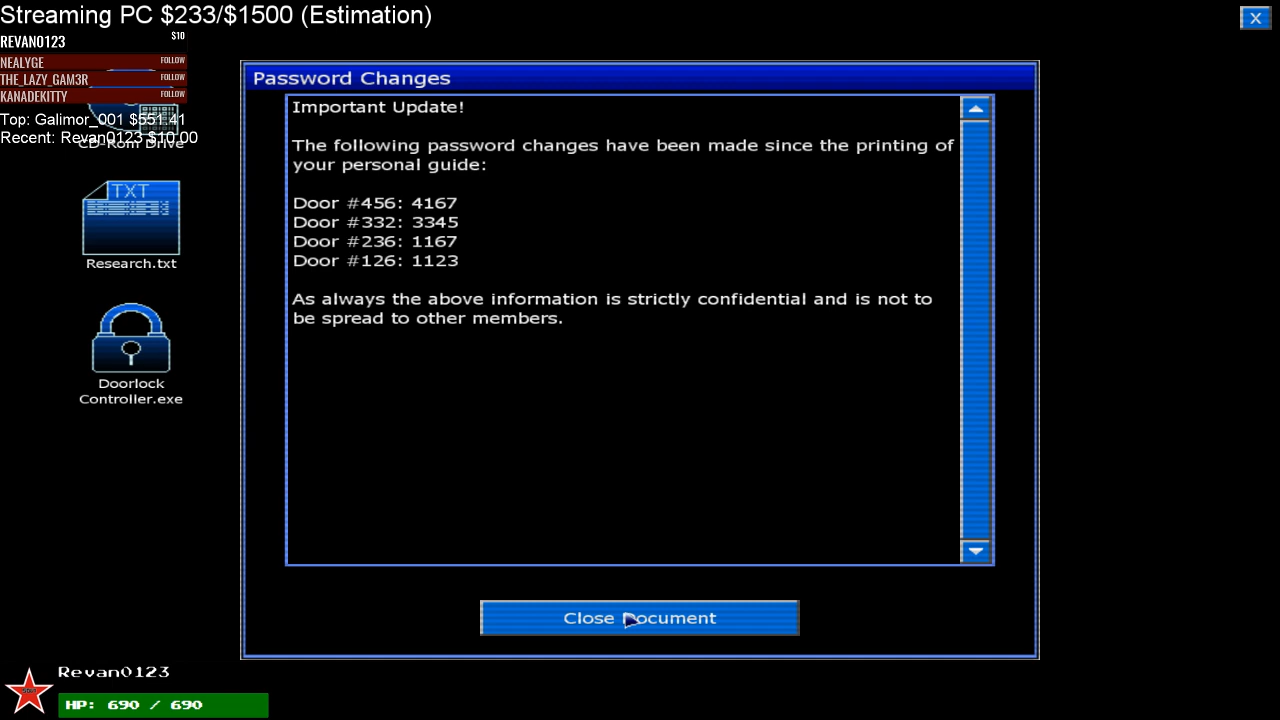 Streaming PC $233/$1500 (Estimation)
X
REVAN0123 $10
NEALYGE FOLLOW
THE_LAZY_GAM3R FOLLOW
KANADEKITTY FOLLOW
Top: Galimor_001 $551.41
Recent: Revan0123 $10.00
CD-Rom Drive
TXT
Research.txt
Doorlock
Controller.exe
Password Changes
Important Update!
The following password changes have been made since the printing of
your personal guide:
Door #456: 4167
Door #332: 3345
Door #236: 1167
Door #126: 1123
As always the above information is strictly confidential and is not to
be spread to other members.
Close Document
Revan0123
HP: 690 / 690